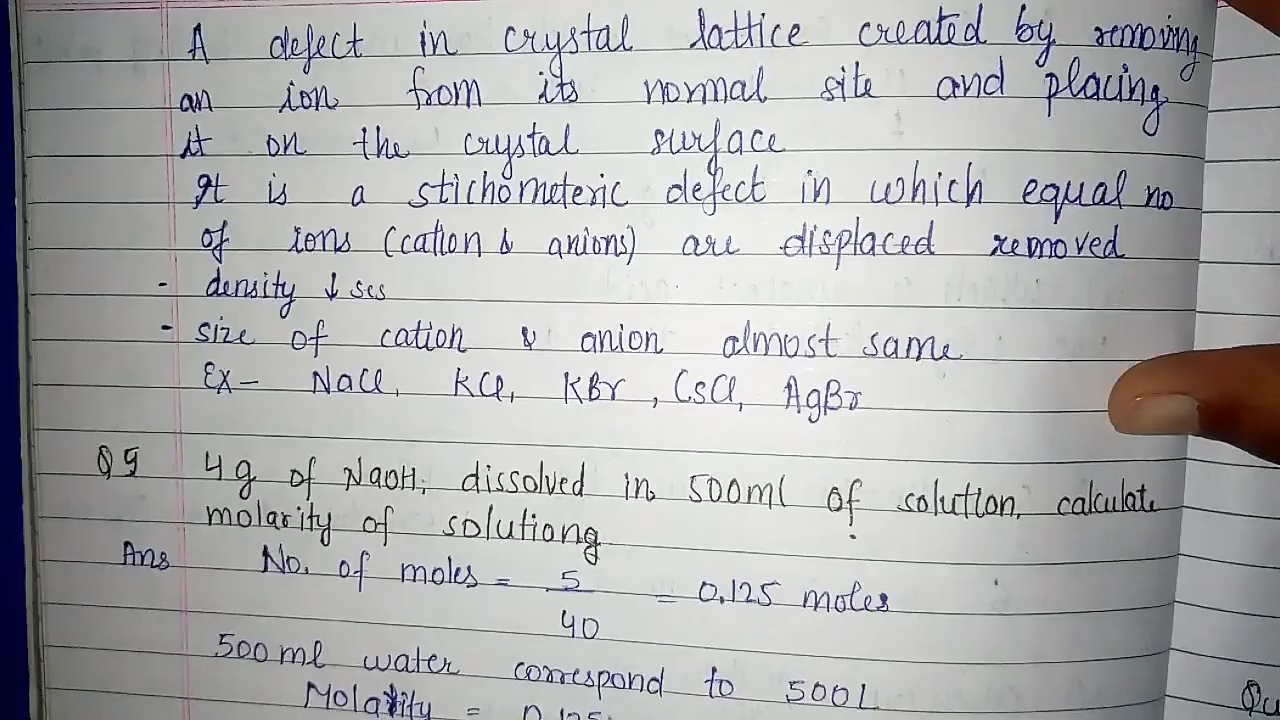 A defect in crystal lattice created by removing
an ion from its normal site and placing
it on the crystal surface
It is a stichometeric defect in which equal no
of ions (cation & anions) are displaced removed
- density ↓ses
- size of cation & anion almost same
Ex- NaCl, KCl, KBr, CsCl, AgBr
Q5 4g of NaOH, dissolved in 500ml of solution, calculate
molarity of solutiong
Ans No. of moles = 5/40 = 0.125 moles
500ml water correspond to 500L
Molarity = 0.125
Qu